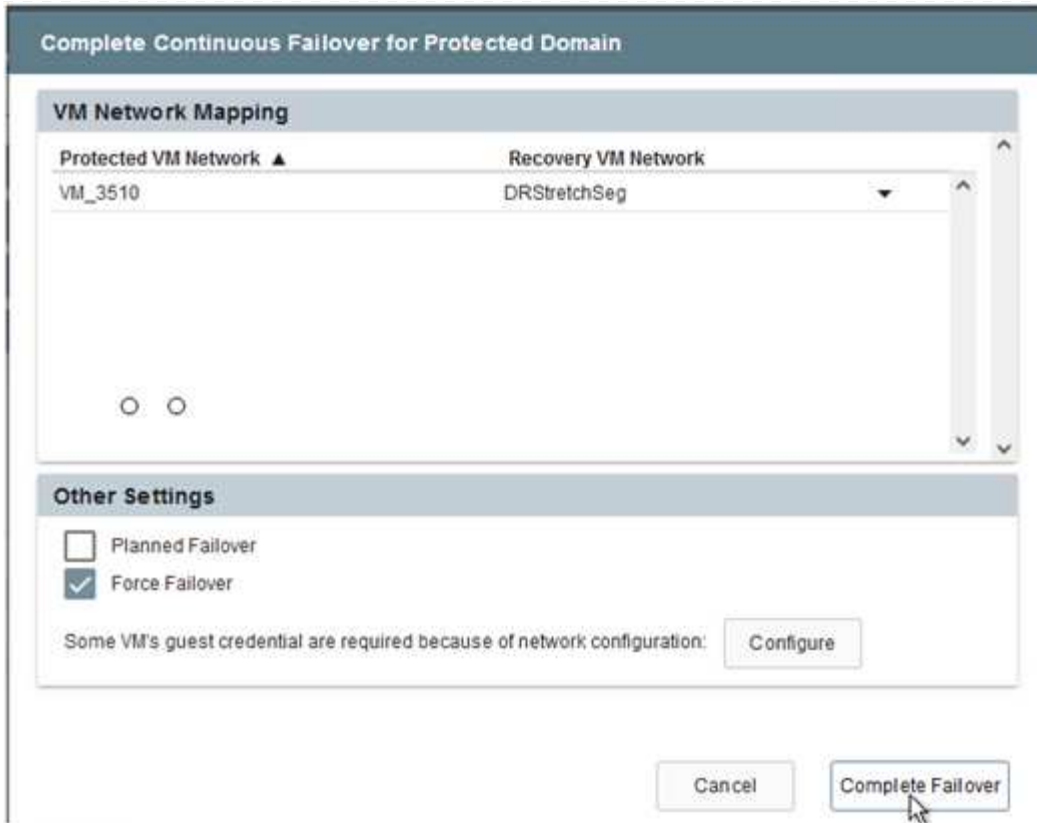 Complete Continuous Failover for Protected Domain
VM Network Mapping
Protected VM Network ▲ Recovery VM Network
VM_3510 DRStretchSeg
Other Settings
Planned Failover
Force Failover
Some VM's guest credential are required because of network configuration: Configure
Cancel Complete Failover